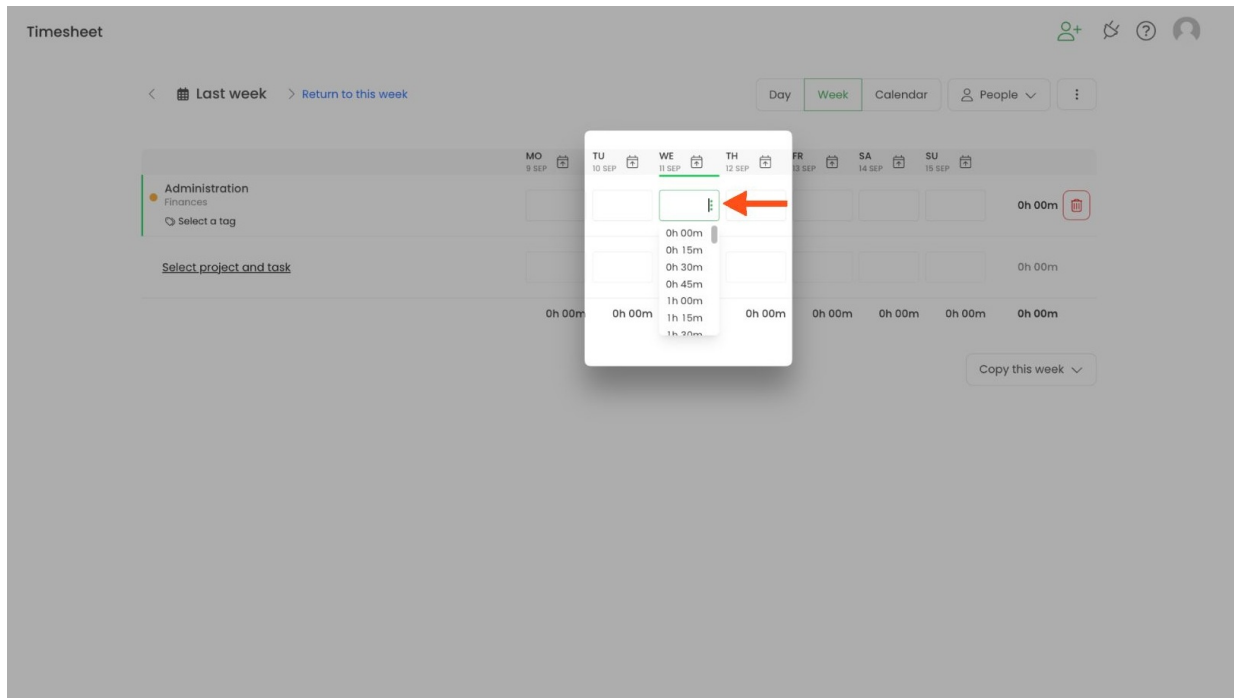 Timesheet
Last week
Return to this week
Day
Week
Calendar
People
MO
9 SEP
TU
10 SEP
WE
11 SEP
TH
12 SEP
FR
13 SEP
SA
14 SEP
SU
15 SEP
Administration
Finances
Select a tag
0h 00m
0h 00m
0h 15m
0h 30m
0h 45m
1h 00m
1h 15m
1h 30m
Select project and task
0h 00m
0h 00m
0h 00m
0h 00m
0h 00m
0h 00m
0h 00m
0h 00m
Copy this week